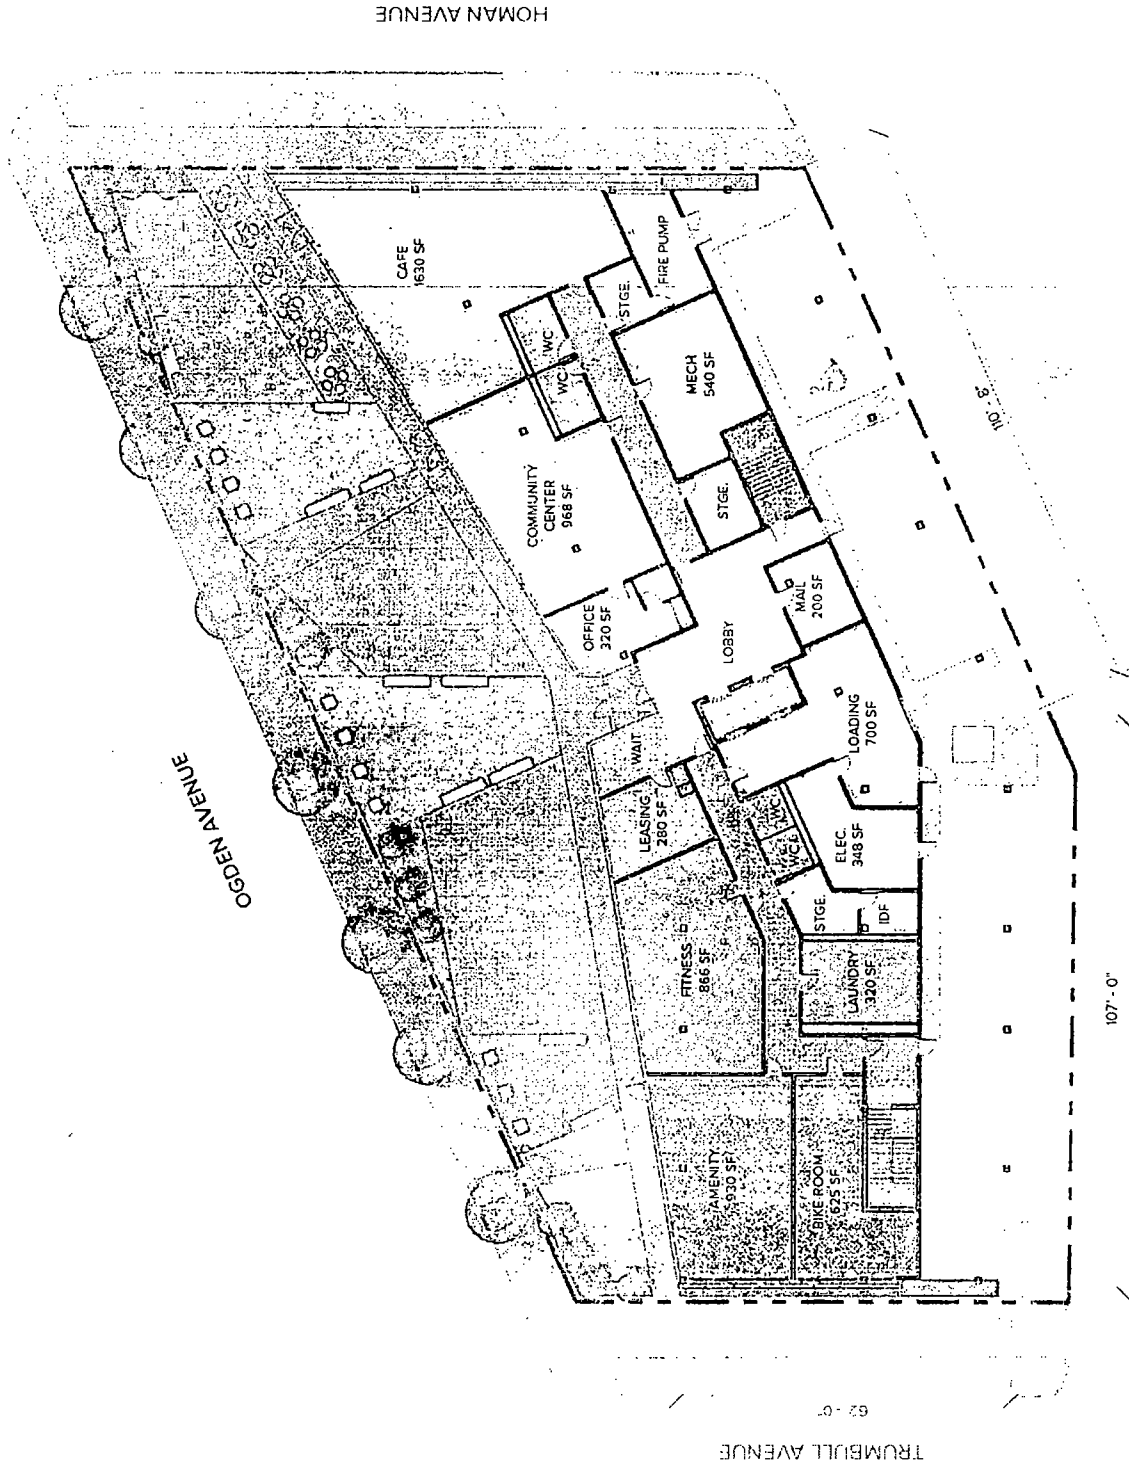 HOMAN AVENUE
OGDEN AVENUE
CAFE
1630 SF
FIRE PUMP
STGE.
WC
WC
MECH
540 SF
COMMUNITY
CENTER
968 SF
STGE.
OFFICE
320 SF
MAIL
200 SF
LOBBY
WAIT
LOADING
700 SF
LEASING
280 SF
WC
WC
ELEC.
348 SF
STGE.
IDF
FITNESS
866 SF
LAUNDRY
320 SF
AMENITY
930 SF
BIKE ROOM
625 SF
107' - 0"
62 - 0"
TRUMBULL AVENUE